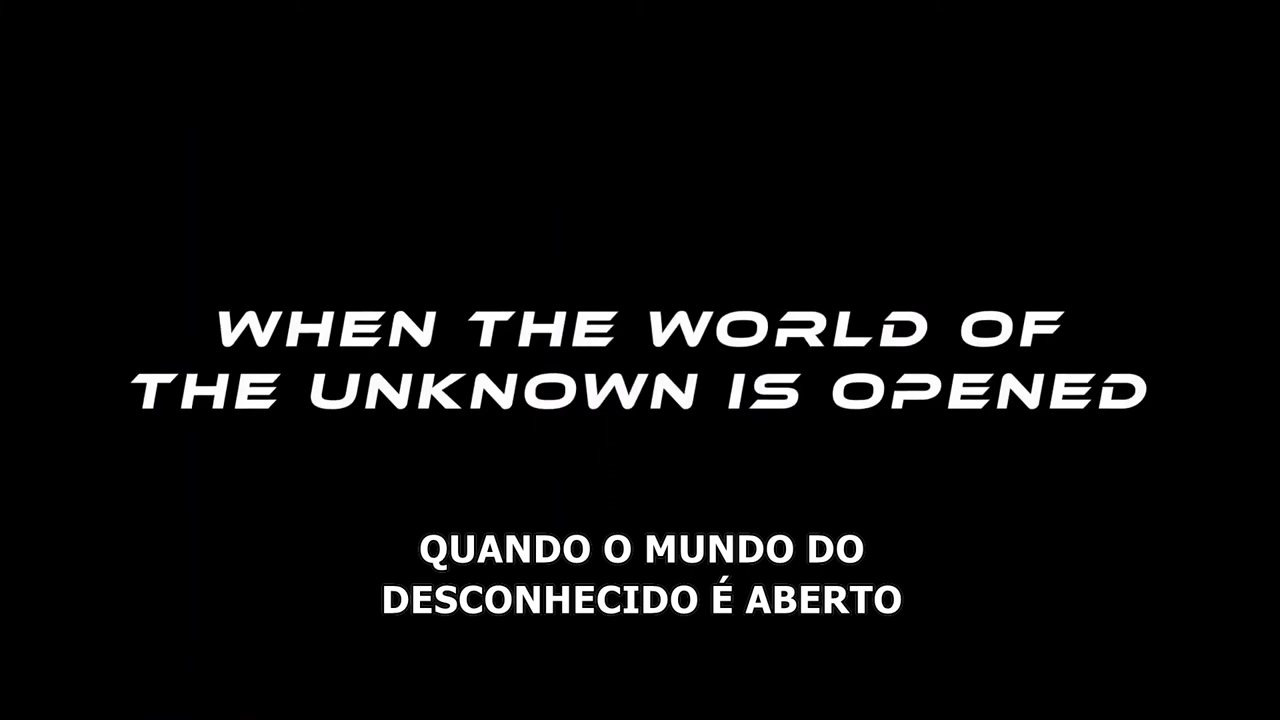 WHEN THE WORLD OF
THE UNKNOWN IS OPENED
QUANDO O MUNDO DO
DESCONHECIDO É ABERTO